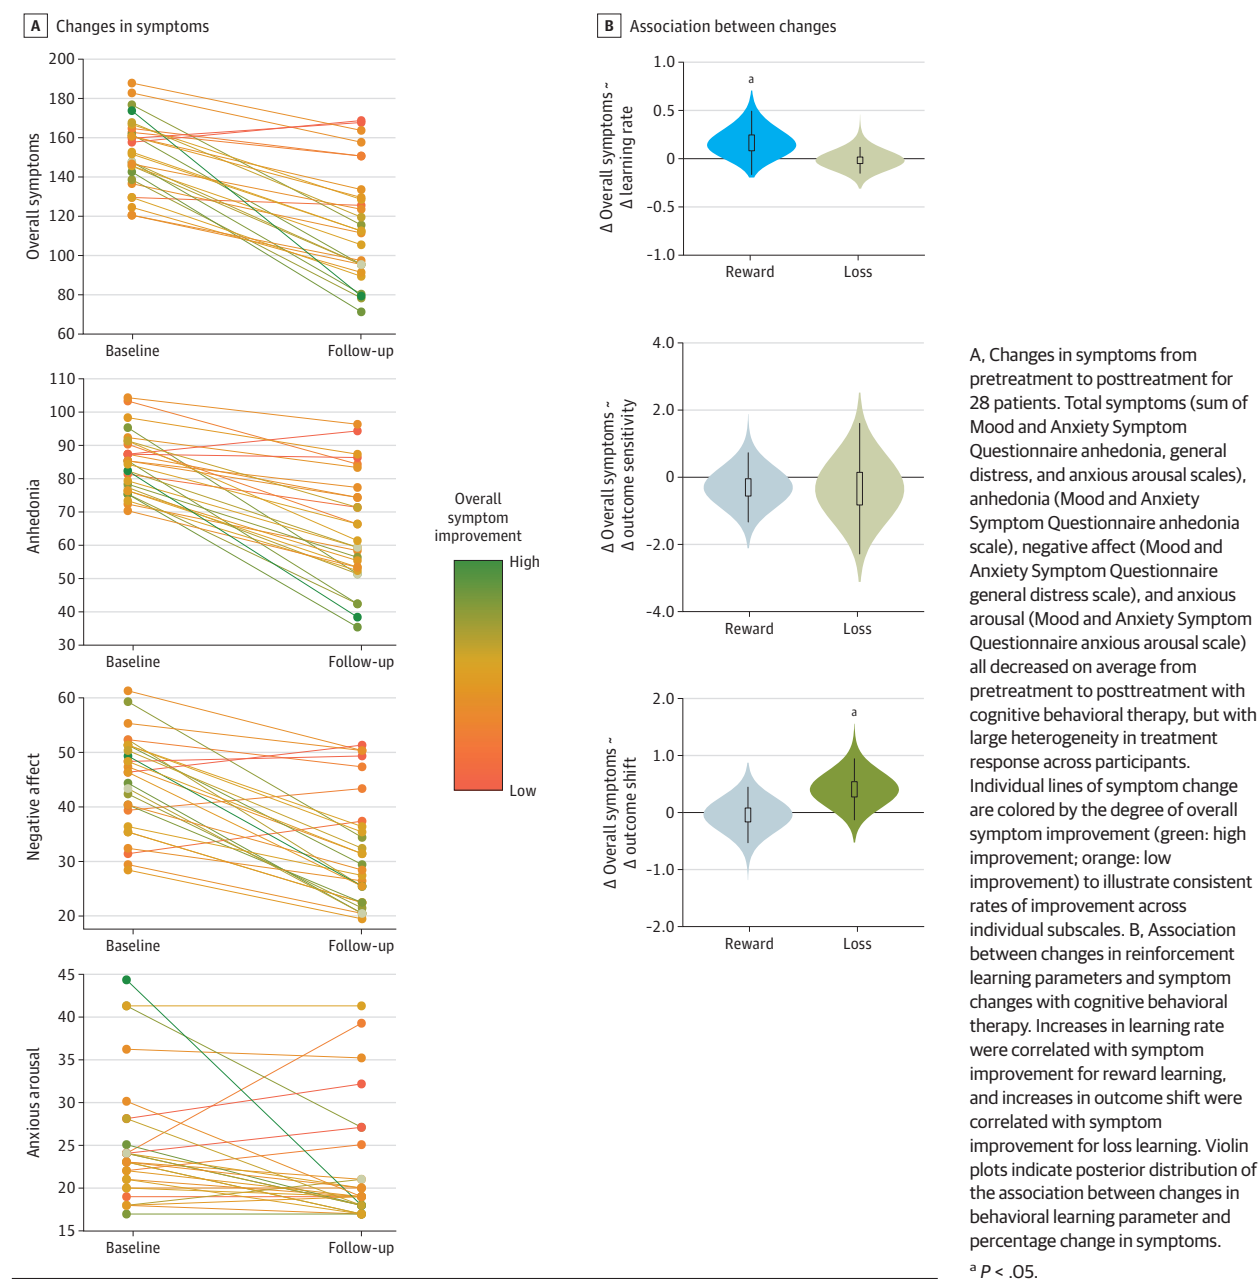 A Changes in symptoms
200
180
160
140
120
100
80
60
Overall symptoms
Baseline
Follow-up
110
100
90
80
70
60
50
40
30
Anhedonia
Baseline
Follow-up
60
50
40
30
20
Negative affect
Baseline
Follow-up
45
40
35
30
25
20
15
Anxious arousal
Baseline
Follow-up
Overall
symptom
improvement
High
Low
B Association between changes
1.0
0.5
0
-0.5
-1.0
Δ Overall symptoms ~
Δ learning rate
a
Reward
Loss
4.0
2.0
0
-2.0
-4.0
Δ Overall symptoms ~
Δ outcome sensitivity
Reward
Loss
2.0
1.0
0
-1.0
-2.0
Δ Overall symptoms ~
Δ outcome shift
a
Reward
Loss
A, Changes in symptoms from
pretreatment to posttreatment for
28 patients. Total symptoms (sum of
Mood and Anxiety Symptom
Questionnaire anhedonia, general
distress, and anxious arousal scales),
anhedonia (Mood and Anxiety
Symptom Questionnaire anhedonia
scale), negative affect (Mood and
Anxiety Symptom Questionnaire
general distress scale), and anxious
arousal (Mood and Anxiety Symptom
Questionnaire anxious arousal scale)
all decreased on average from
pretreatment to posttreatment with
cognitive behavioral therapy, but with
large heterogeneity in treatment
response across participants.
Individual lines of symptom change
are colored by the degree of overall
symptom improvement (green: high
improvement; orange: low
improvement) to illustrate consistent
rates of improvement across
individual subscales. B, Association
between changes in reinforcement
learning parameters and symptom
changes with cognitive behavioral
therapy. Increases in learning rate
were correlated with symptom
improvement for reward learning,
and increases in outcome shift were
correlated with symptom
improvement for loss learning. Violin
plots indicate posterior distribution of
the association between changes in
behavioral learning parameter and
percentage change in symptoms.
a P < .05.